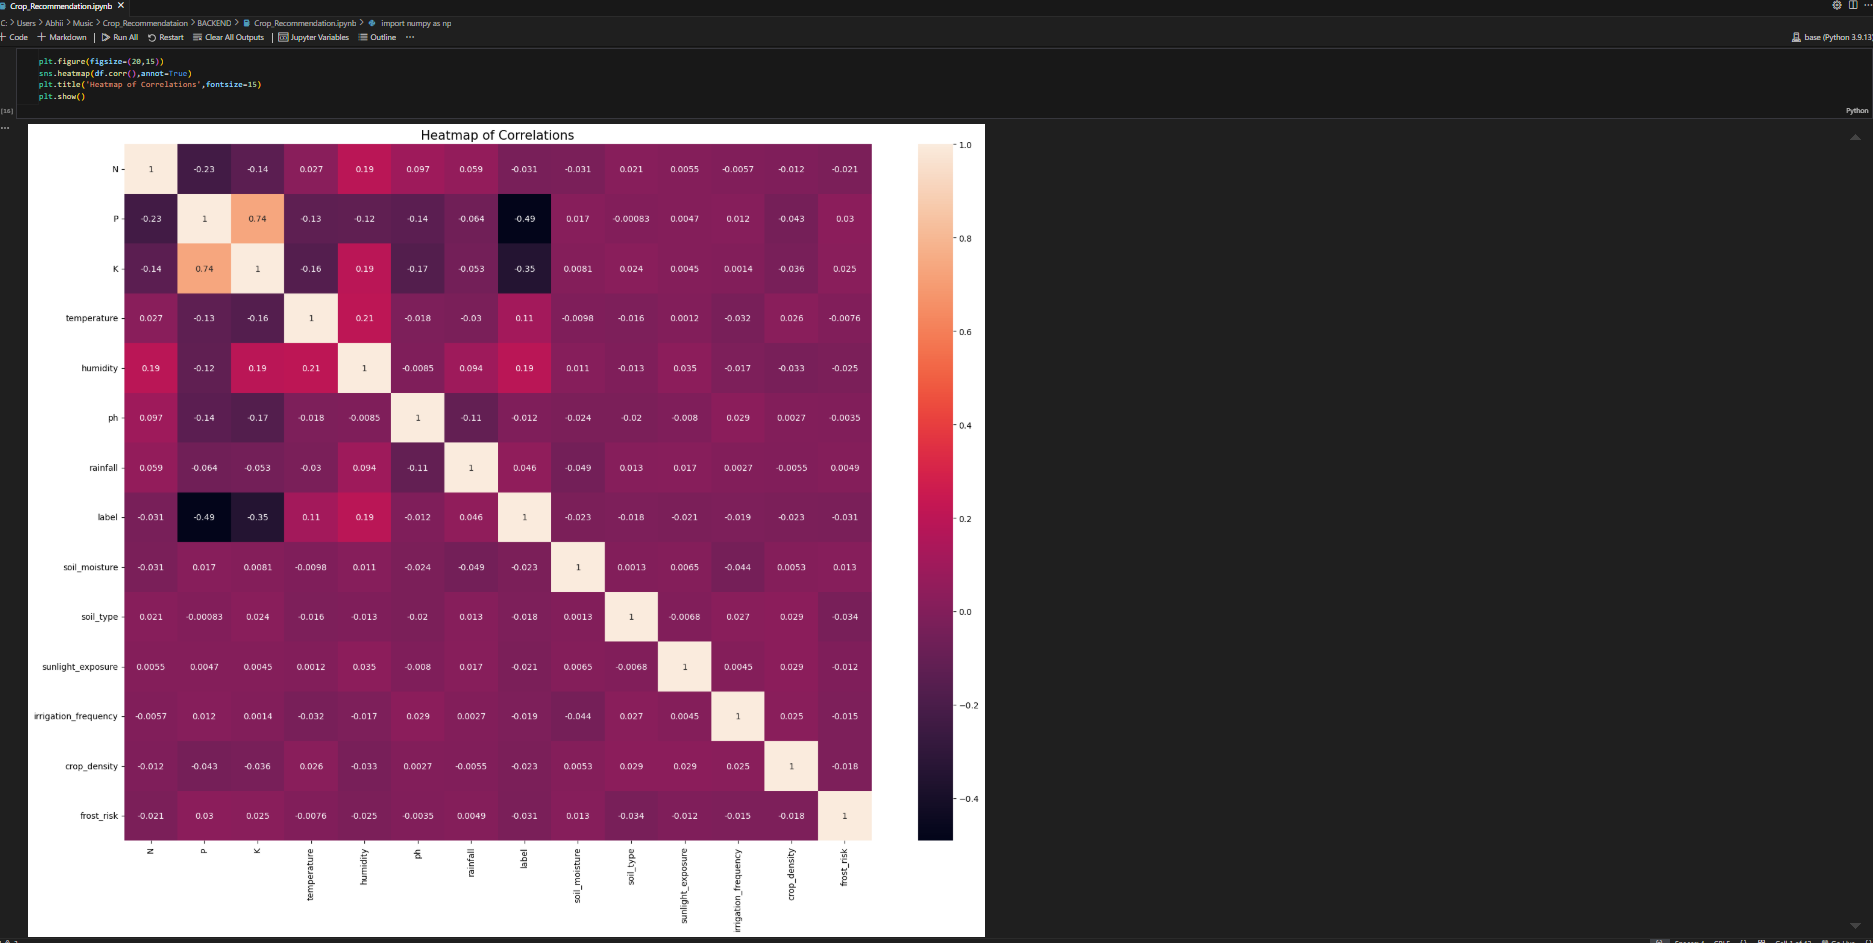 Crop_Recommendation.ipynb ×
C: > Users > Abhii > Music > Crop_Recommendataion > BACKEND > Crop_Recommendation.ipynb > import numpy as np
+ Code + Markdown | Run All Restart Clear All Outputs | Jupyter Variables Outline ...
base (Python 3.9.13)
plt.figure(figsize=(20,15))
sns.heatmap(df.corr(),annot=True)
plt.title('Heatmap of Correlations',fontsize=15)
plt.show()
[16]
Python
...
Heatmap of Correlations
N 1 -0.23 -0.14 0.027 0.19 0.097 0.059 -0.031 -0.031 0.021 0.0055 -0.0057 -0.012 -0.021
P -0.23 1 0.74 -0.13 -0.12 -0.14 -0.064 -0.49 0.017 -0.00083 0.0047 0.012 -0.043 0.03
K -0.14 0.74 1 -0.16 0.19 -0.17 -0.053 -0.35 0.0081 0.024 0.0045 0.0014 -0.036 0.025
temperature 0.027 -0.13 -0.16 1 0.21 -0.018 -0.03 0.11 -0.0098 -0.016 0.0012 -0.032 0.026 -0.0076
humidity 0.19 -0.12 0.19 0.21 1 -0.0085 0.094 0.19 0.011 -0.013 0.035 -0.017 -0.033 -0.025
ph 0.097 -0.14 -0.17 -0.018 -0.0085 1 -0.11 -0.012 -0.024 -0.02 -0.008 0.029 0.0027 -0.0035
rainfall 0.059 -0.064 -0.053 -0.03 0.094 -0.11 1 0.046 -0.049 0.013 0.017 0.0027 -0.0055 0.0049
label -0.031 -0.49 -0.35 0.11 0.19 -0.012 0.046 1 -0.023 -0.018 -0.021 -0.019 -0.023 -0.031
soil_moisture -0.031 0.017 0.0081 -0.0098 0.011 -0.024 -0.049 -0.023 1 0.0013 0.0065 -0.044 0.0053 0.013
soil_type 0.021 -0.00083 0.024 -0.016 -0.013 -0.02 0.013 -0.018 0.0013 1 -0.0068 0.027 0.029 -0.034
sunlight_exposure 0.0055 0.0047 0.0045 0.0012 0.035 -0.008 0.017 -0.021 0.0065 -0.0068 1 0.0045 0.029 -0.012
irrigation_frequency -0.0057 0.012 0.0014 -0.032 -0.017 0.029 0.0027 -0.019 -0.044 0.027 0.0045 1 0.025 -0.015
crop_density -0.012 -0.043 -0.036 0.026 -0.033 0.0027 -0.0055 -0.023 0.0053 0.029 0.029 0.025 1 -0.018
frost_risk -0.021 0.03 0.025 -0.0076 -0.025 -0.0035 0.0049 -0.031 0.013 -0.034 -0.012 -0.015 -0.018 1
N P K temperature humidity ph rainfall label soil_moisture soil_type sunlight_exposure irrigation_frequency crop_density frost_risk
1.0
0.8
0.6
0.4
0.2
0.0
−0.2
−0.4